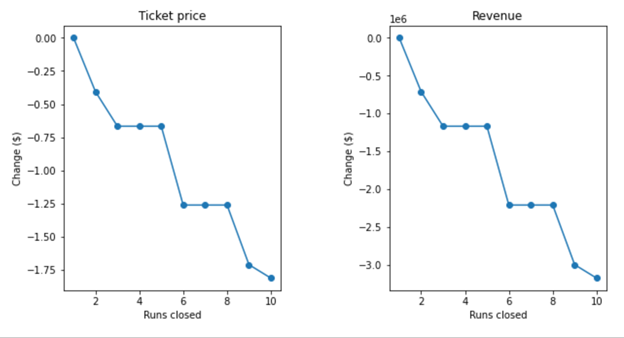 Ticket price
0.00
−0.25
−0.50
−0.75
−1.00
−1.25
−1.50
−1.75
Change ($)
2 4 6 8 10
Runs closed
Revenue
1e6
0.0
−0.5
−1.0
−1.5
−2.0
−2.5
−3.0
Change ($)
2 4 6 8 10
Runs closed